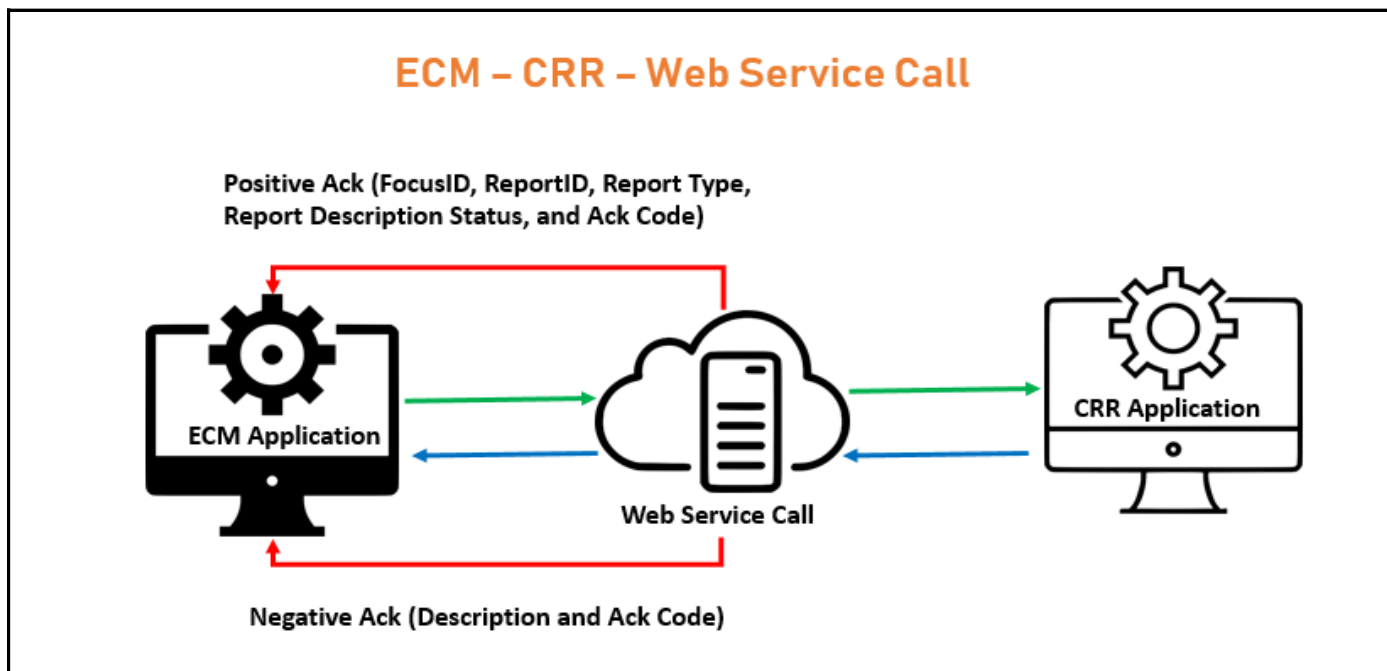 ECM – CRR – Web Service Call
Positive Ack (FocusID, ReportID, Report Type,
Report Description Status, and Ack Code)
ECM Application
CRR Application
Web Service Call
Negative Ack (Description and Ack Code)